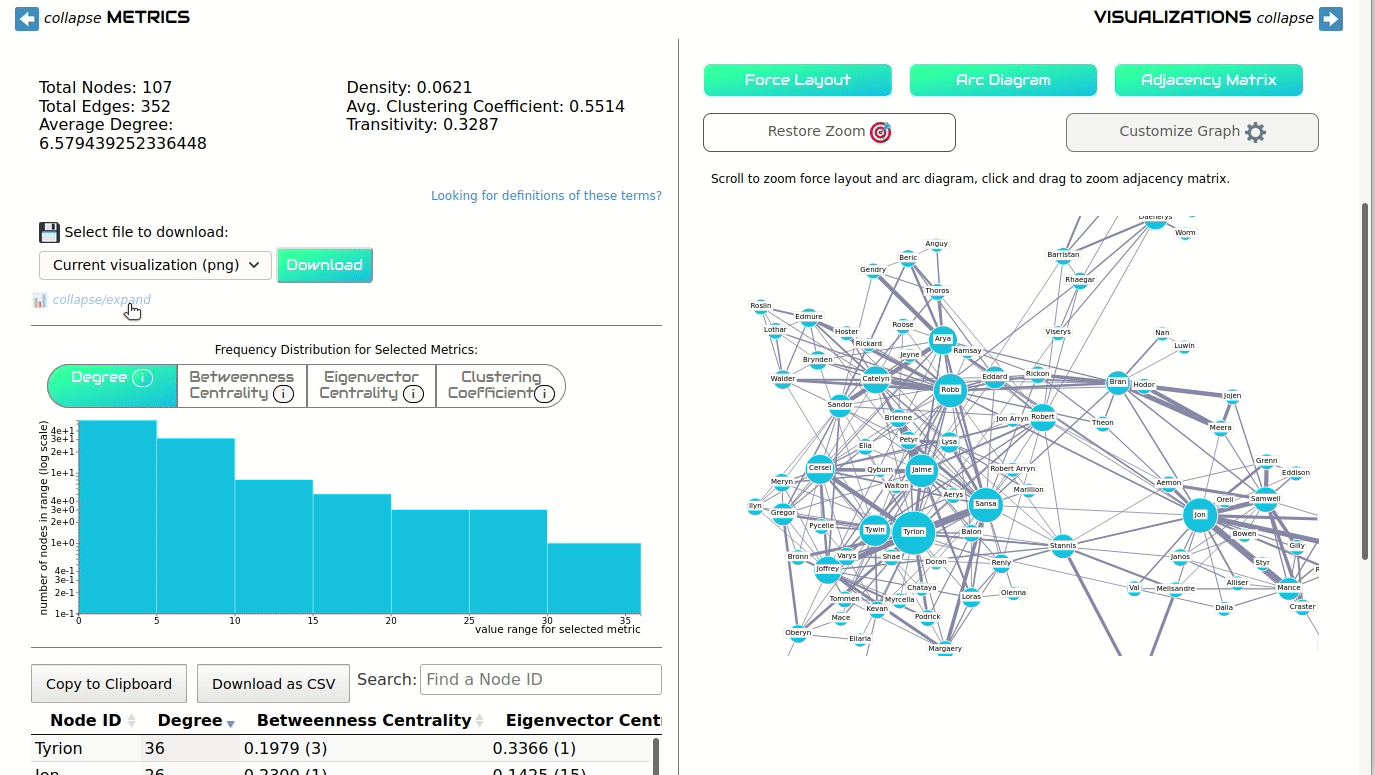 collapse METRICS
VISUALIZATIONS collapse
Total Nodes: 107
Total Edges: 352
Average Degree:
6.579439252336448
Density: 0.0621
Avg. Clustering Coefficient: 0.5514
Transitivity: 0.3287
Looking for definitions of these terms?
Select file to download:
Current visualization (png)
Download
collapse/expand
Frequency Distribution for Selected Metrics:
Degree i
Betweenness
Centrality i
Eigenvector
Centrality i
Clustering
Coefficient i
number of nodes in range (log scale)
4e+1
3e+1
2e+1
1e+1
4e+0
3e+0
2e+0
1e+0
4e-1
3e-1
2e-1
1e-1
0 5 10 15 20 25 30 35
value range for selected metric
Copy to Clipboard
Download as CSV
Search: Find a Node ID
Node ID Degree Betweenness Centrality Eigenvector Centr
Tyrion 36 0.1979 (3) 0.3366 (1)
Jon 26 0.2300 (1) 0.1425 (15)
Force Layout
Arc Diagram
Adjacency Matrix
Restore Zoom
Customize Graph
Scroll to zoom force layout and arc diagram, click and drag to zoom adjacency matrix.
Daenerys
Worm
Anguy
Barristan
Beric
Gendry
Rhaegar
Thoros
Roslin
Edmure
Roose
Lothar
Hoster
Viserys
Nan
Arya
Rickard
Luwin
Jeyne
Ramsay
Brynden
Walder
Catelyn
Eddard
Rickon
Bran
Hodor
Robb
Jojen
Sandor
Brienne
Jon Arryn
Robert
Theon
Meera
Petyr
Lysa
Elia
Grenn
Cersei
Qyburn
Jaime
Robert Arryn
Eddison
Meryn
Walton
Aemon
Aerys
Marillion
Orell
Samwell
Ilyn
Sansa
Gregor
Jon
Pycelle
Tywin
Tyrion
Balon
Bowen
Stannis
Gilly
Bronn
Varys
Shae
Doran
Renly
Janos
Styr
Joffrey
Chataya
Val
Melisandre
Alliser
Mance
Tommen
Myrcella
Loras
Olenna
Kevan
Dalla
Craster
Mace
Podrick
Oberyn
Ellaria
Margaery